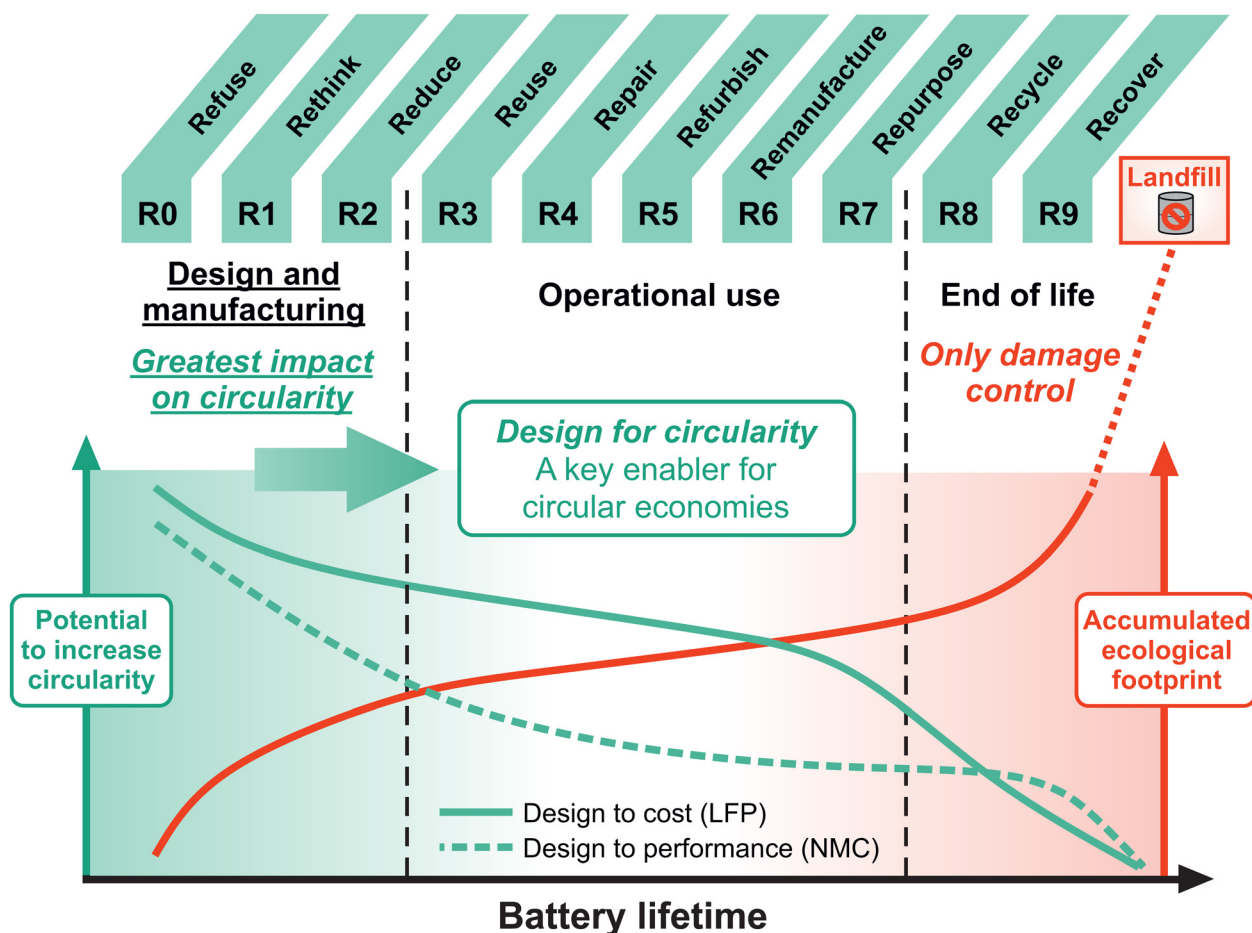 Refuse
Rethink
Reduce
Reuse
Repair
Refurbish
Remanufacture
Repurpose
Recycle
Recover
R0
R1
R2
R3
R4
R5
R6
R7
R8
R9
Landfill
Design and
manufacturing
Operational use
End of life
Greatest impact
on circularity
Only damage
control
Design for circularity
A key enabler for
circular economies
Potential
to increase
circularity
Accumulated
ecological
footprint
Design to cost (LFP)
Design to performance (NMC)
Battery lifetime